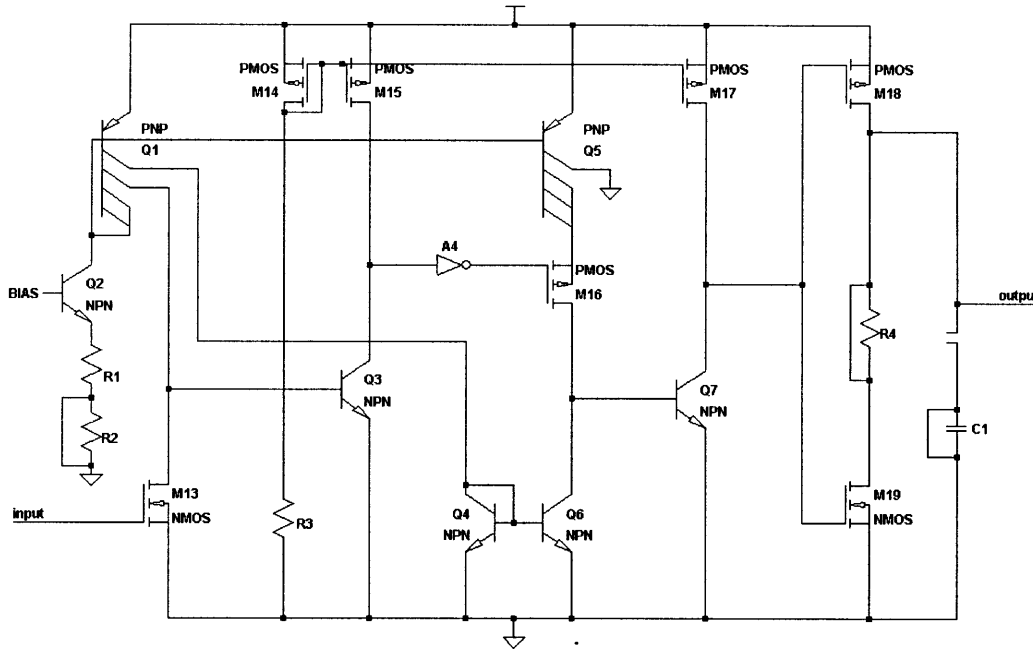 PMOS
M14
PMOS
M15
PMOS
M17
PMOS
M18
PNP
Q1
PNP
Q5
A4
PMOS
M16
Q2
NPN
BIAS
output
R1
R4
Q3
NPN
Q7
NPN
R2
C1
M13
NMOS
input
R3
Q4
NPN
Q6
NPN
M19
NMOS